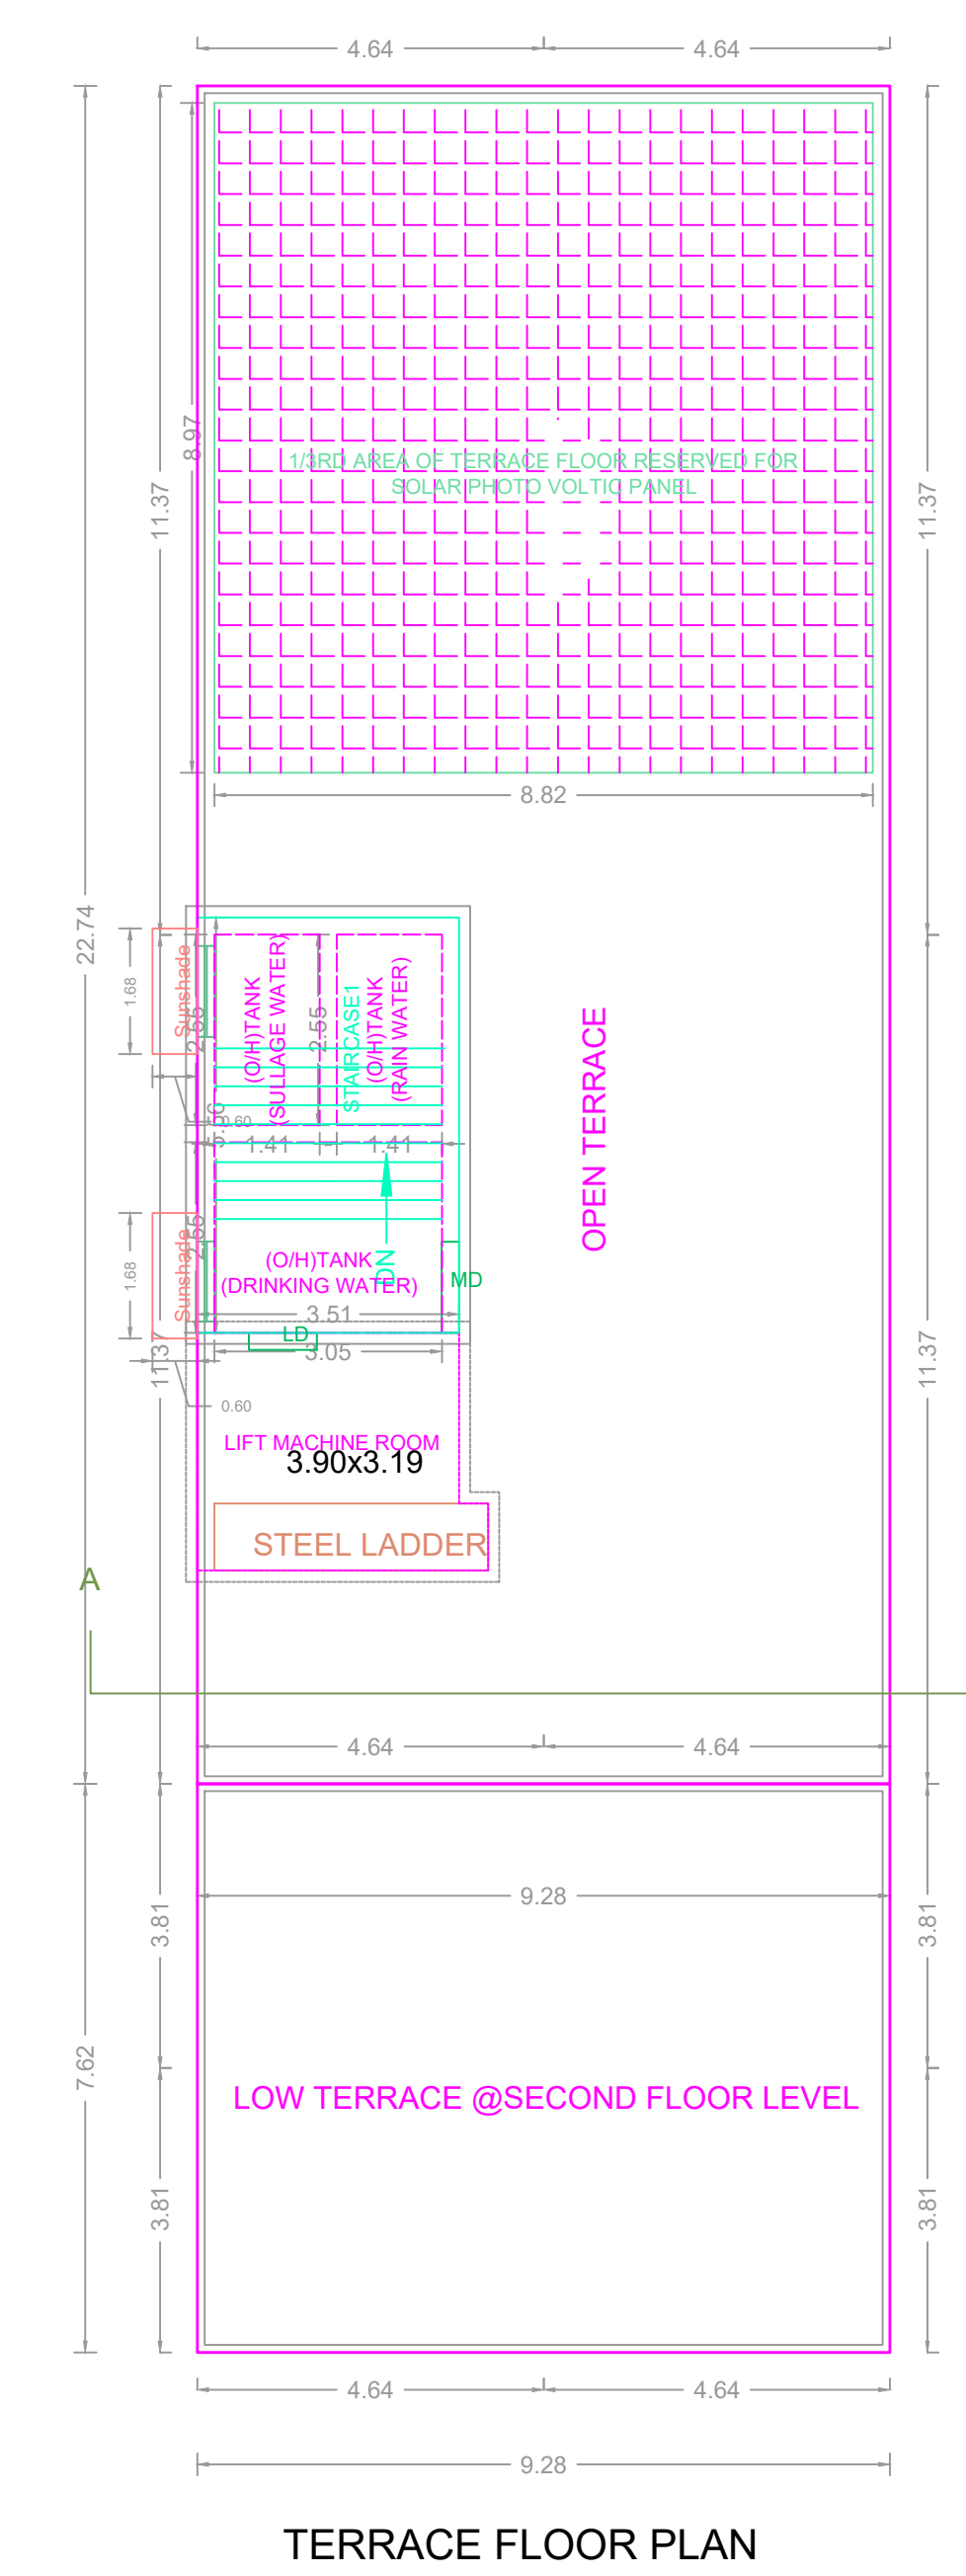 4.64
4.64
8.97
11.37
11.37
1/3RD AREA OF TERRACE FLOOR RESERVED FOR
SOLAR PHOTO VOLTIC PANEL
8.82
22.74
1.68
Sunshade
2.55
(O/H)TANK
(SULLAGE WATER)
2.55
STAIRCASE1
(O/H)TANK
(RAIN WATER)
OPEN TERRACE
0.60
1.41
1.41
1.68
Sunshade
2.55
(O/H)TANK
(DRINKING WATER)
DN
MD
3.51
LD
3.05
11.37
11.37
0.60
LIFT MACHINE ROOM
3.90x3.19
STEEL LADDER
A
4.64
4.64
9.28
3.81
3.81
7.62
LOW TERRACE @SECOND FLOOR LEVEL
3.81
3.81
4.64
4.64
9.28
TERRACE FLOOR PLAN